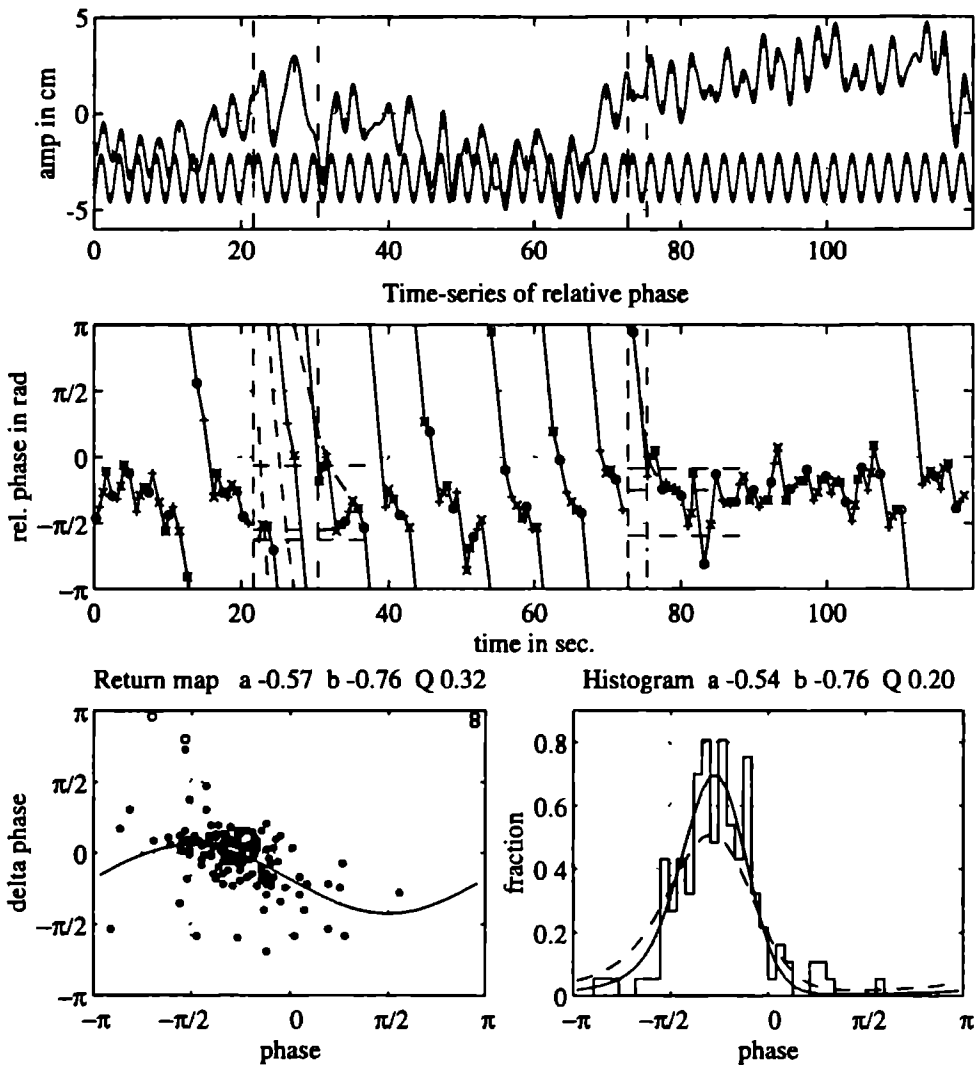 amp in cm
5
0
-5
0 20 40 60 80 100
Time-series of relative phase
rel. phase in rad
π
π/2
0
−π/2
−π
0 20 40 60 80 100
time in sec.
Return map a -0.57 b -0.76 Q 0.32
delta phase
π
π/2
0
−π/2
−π
−π −π/2 0 π/2 π
phase
Histogram a -0.54 b -0.76 Q 0.20
fraction
0.8
0.6
0.4
0.2
0
−π −π/2 0 π/2 π
phase